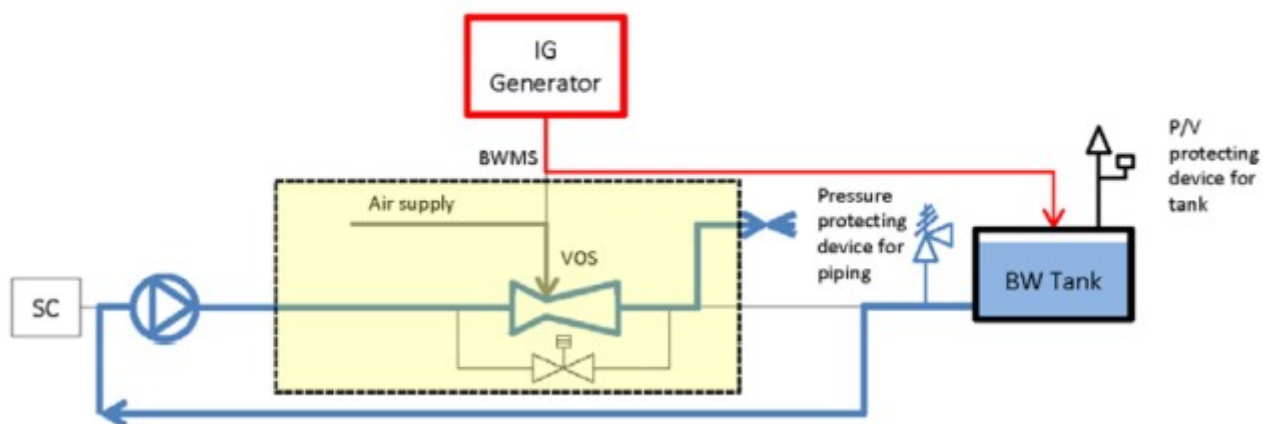 IG
Generator
BWMS
P/V
protecting
device for
tank
Air supply
Pressure
protecting
device for
piping
VOS
SC
BW Tank